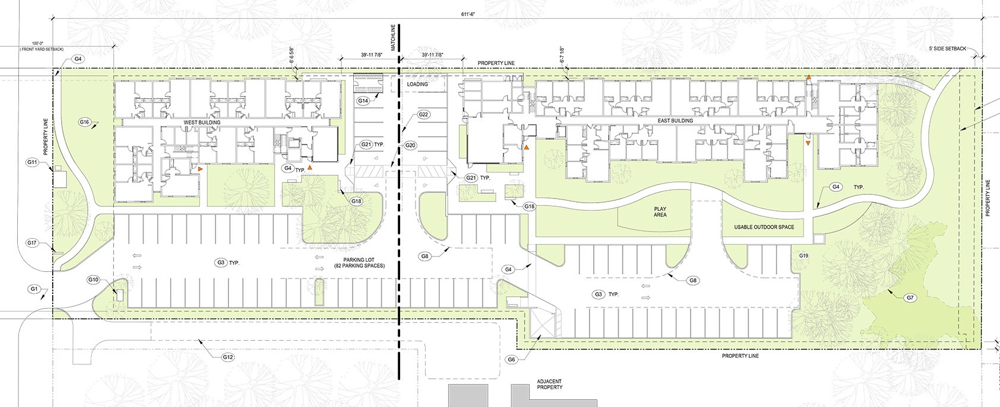 611'-6"
MATCHLINE
100'-0"
( FRONT YARD SETBACK)
5' SIDE SETBACK
6'-6 5/8"
39'-11 7/8"
39'-11 7/8"
6'-7 1/8"
G4
PROPERTY LINE
LOADING
G14
G22
G16
WEST BUILDING
EAST BUILDING
PROPERTY LINE
G21 TYP.
G20
G11
G4 TYP.
G21 TYP.
G4 TYP.
PROPERTY LINE
G18
G18
PLAY
AREA
USABLE OUTDOOR SPACE
G17
G8
G19
G3 TYP.
PARKING LOT
(82 PARKING SPACES)
G4
G10
G8
G1
G3 TYP.
G7
G12
G6
PROPERTY LINE
ADJACENT
PROPERTY